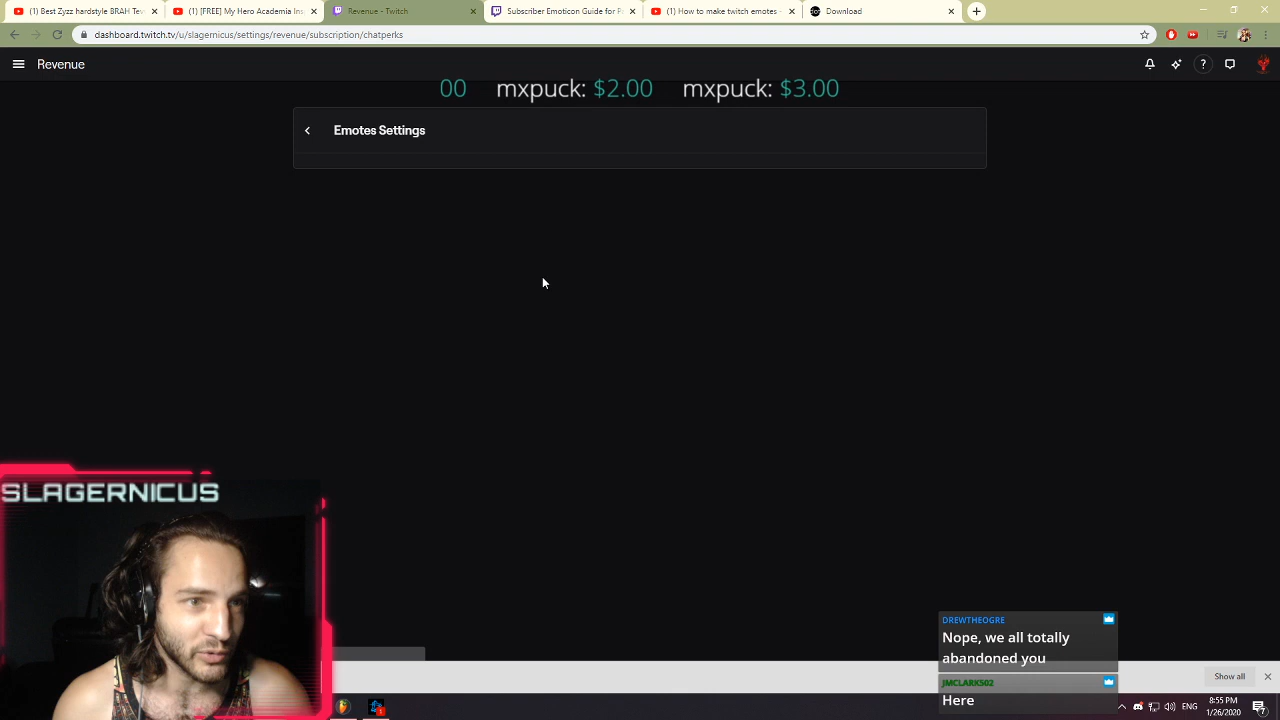 (1) Best Zyzz hardstyle BRAH Tev
(1) [FREE] My Hero Academia Ins
Revenue - Twitch
Subscriber Emoticon Guide for Pa
(1) How to make twitch emotes -
Download
dashboard.twitch.tv/u/slagernicus/settings/revenue/subscription/chatperks
Revenue
00 mxpuck: $2.00 mxpuck: $3.00
Emotes Settings
SLAGERNICUS
DREWTHEOGRE
Nope, we all totally
abandoned you
JMCLARK502
Here
Show all
ENG
8:55 PM
1/26/2020